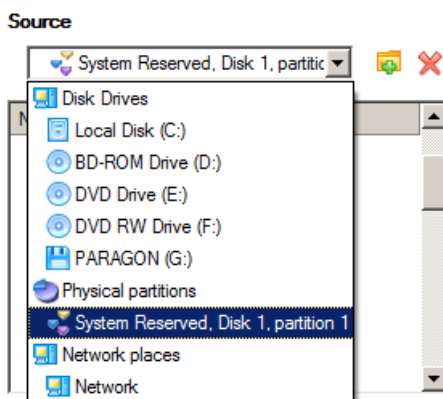 Source
System Reserved, Disk 1, partitic
Disk Drives
Local Disk (C:)
BD-ROM Drive (D:)
DVD Drive (E:)
DVD RW Drive (F:)
PARAGON (G:)
Physical partitions
System Reserved, Disk 1, partition 1
Network places
Network